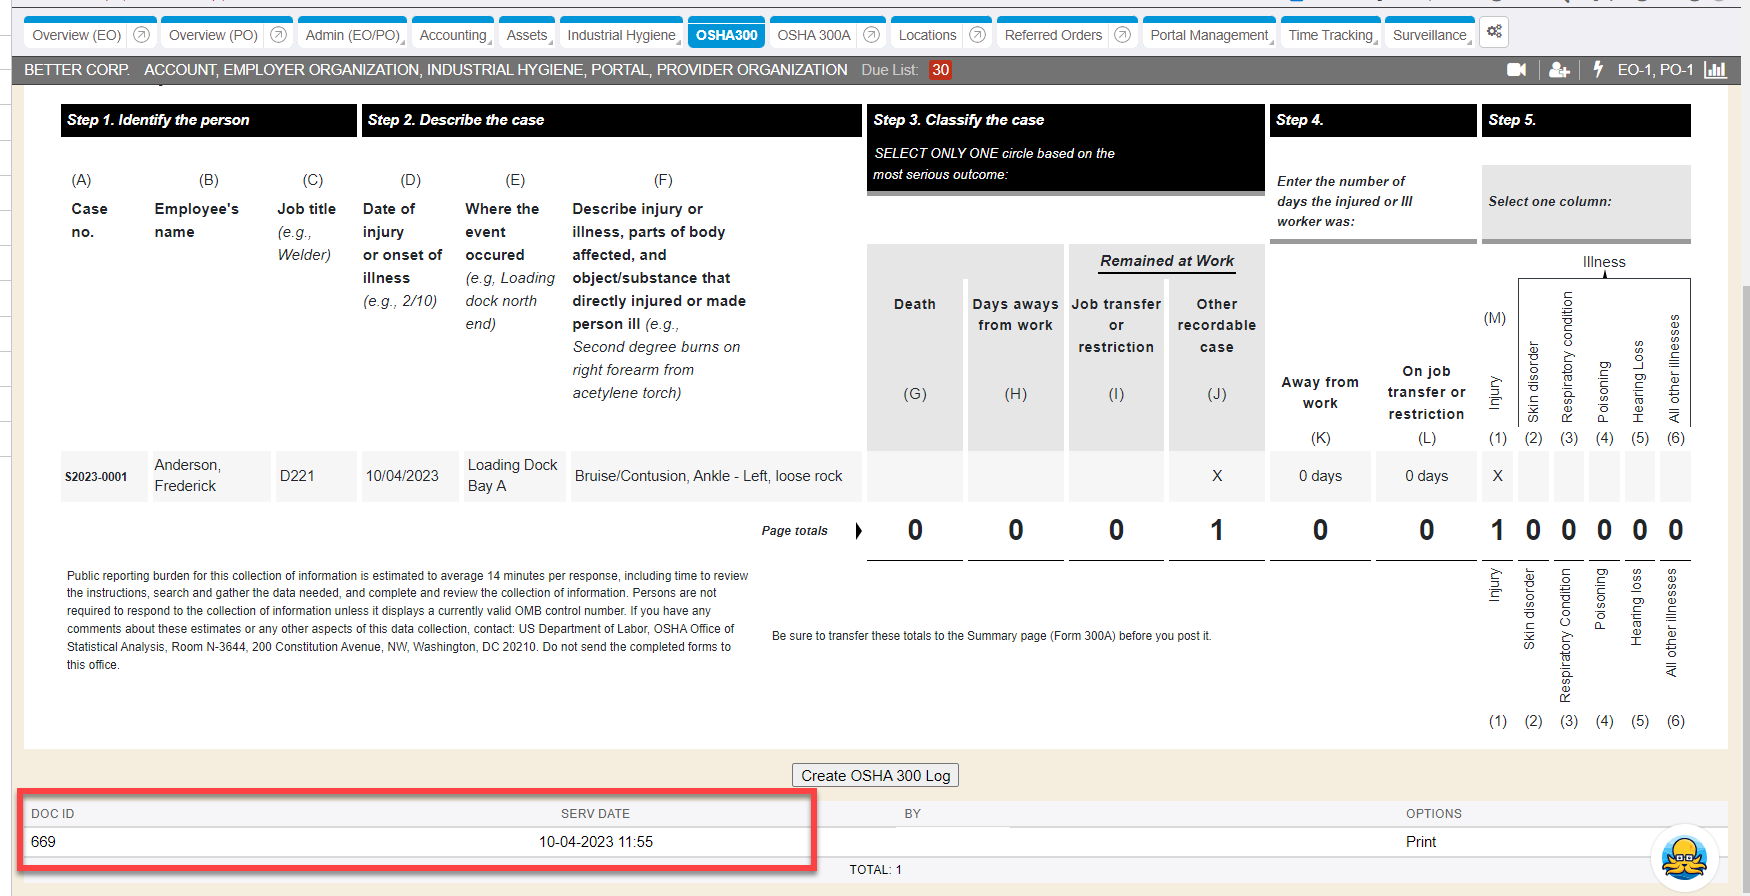 Overview (EO)
Overview (PO)
Admin (EO/PO)
Accounting
Assets
Industrial Hygiene
OSHA300
OSHA 300A
Locations
Referred Orders
Portal Management
Time Tracking
Surveillance
BETTER CORP. ACCOUNT, EMPLOYER ORGANIZATION, INDUSTRIAL HYGIENE, PORTAL, PROVIDER ORGANIZATION Due List: 30
EO-1, PO-1
Step 1. Identify the person
Step 2. Describe the case
Step 3. Classify the case
SELECT ONLY ONE circle based on the
most serious outcome:
Step 4.
Step 5.
(A)
Case
no.
(B)
Employee's
name
(C)
Job title
(e.g.,
Welder)
(D)
Date of
injury
or onset of
illness
(e.g., 2/10)
(E)
Where the
event
occured
(e.g, Loading
dock north
end)
(F)
Describe injury or
illness, parts of body
affected, and
object/substance that
directly injured or made
person ill (e.g.,
Second degree burns on
right forearm from
acetylene torch)
Remained at Work
Death
(G)
Days aways
from work
(H)
Job transfer
or
restriction
(I)
Other
recordable
case
(J)
Enter the number of
days the injured or Ill
worker was:
Away from
work
(K)
On job
transfer or
restriction
(L)
Select one column:
Illness
(M)
Injury
Skin disorder
Respiratory condition
Poisoning
Hearing Loss
All other illnesses
(1) (2) (3) (4) (5) (6)
S2023-0001
Anderson,
Frederick
D221
10/04/2023
Loading Dock
Bay A
Bruise/Contusion, Ankle - Left, loose rock
X
0 days
0 days
X
Page totals
0 0 0 1 0 0 1 0 0 0 0 0
Public reporting burden for this collection of information is estimated to average 14 minutes per response, including time to review
the instructions, search and gather the data needed, and complete and review the collection of information. Persons are not
required to respond to the collection of information unless it displays a currently valid OMB control number. If you have any
comments about these estimates or any other aspects of this data collection, contact: US Department of Labor, OSHA Office of
Statistical Analysis, Room N-3644, 200 Constitution Avenue, NW, Washington, DC 20210. Do not send the completed forms to
this office.
Be sure to transfer these totals to the Summary page (Form 300A) before you post it.
Injury
Skin disorder
Respiratory Condition
Poisoning
Hearing loss
All other illnesses
(1) (2) (3) (4) (5) (6)
Create OSHA 300 Log
DOC ID SERV DATE BY OPTIONS
669 10-04-2023 11:55 Print
TOTAL: 1